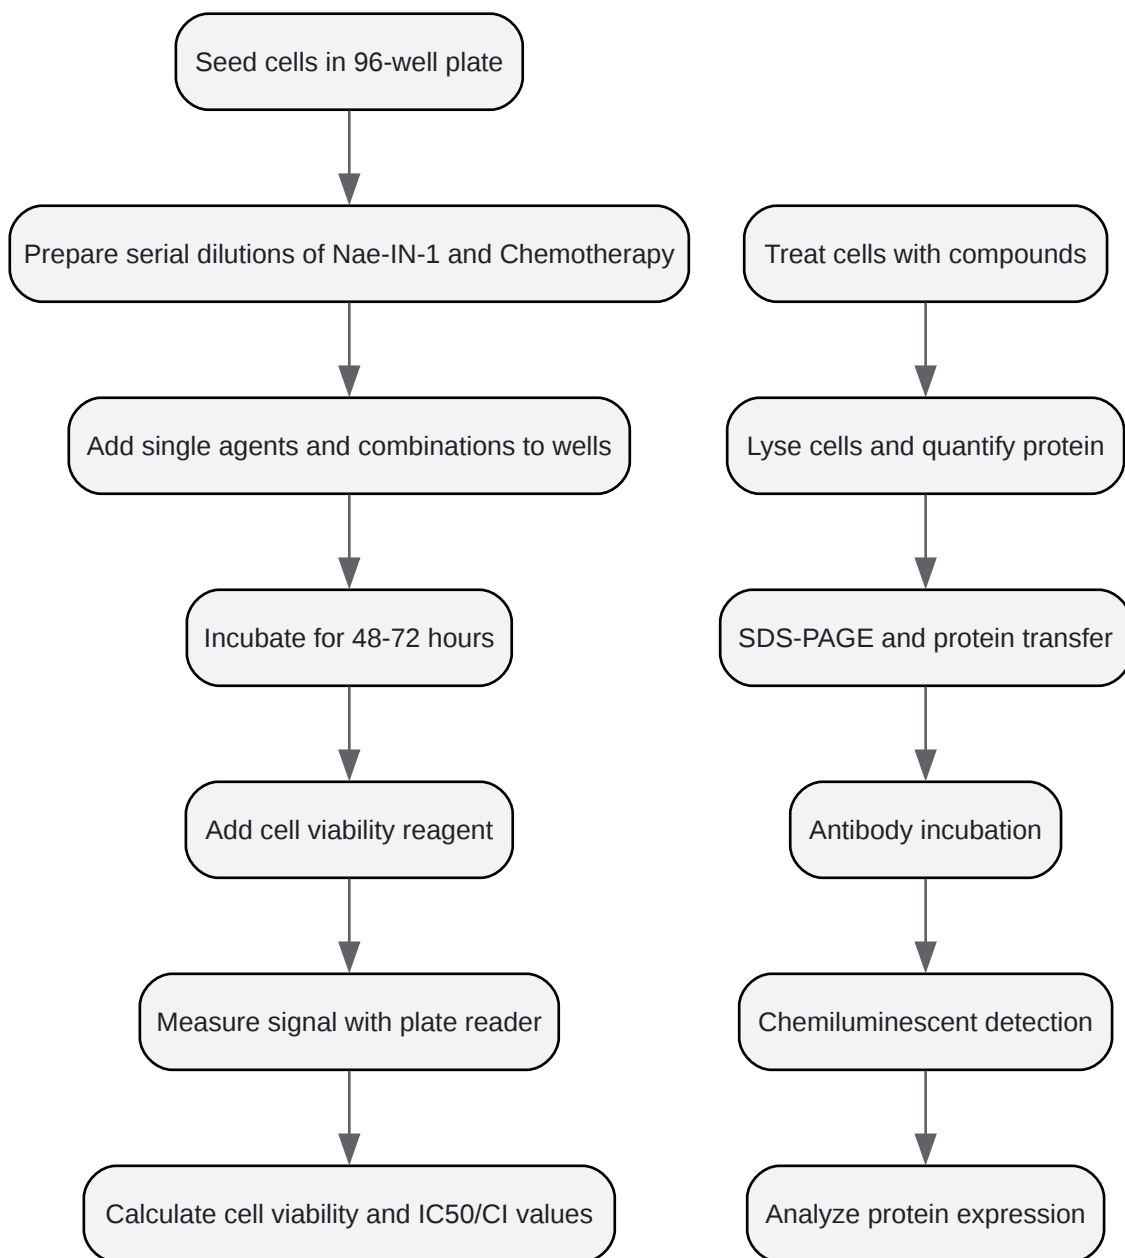 Seed cells in 96-well plate
Prepare serial dilutions of Nae-IN-1 and Chemotherapy
Add single agents and combinations to wells
Incubate for 48-72 hours
Add cell viability reagent
Measure signal with plate reader
Calculate cell viability and IC50/CI values
Treat cells with compounds
Lyse cells and quantify protein
SDS-PAGE and protein transfer
Antibody incubation
Chemiluminescent detection
Analyze protein expression